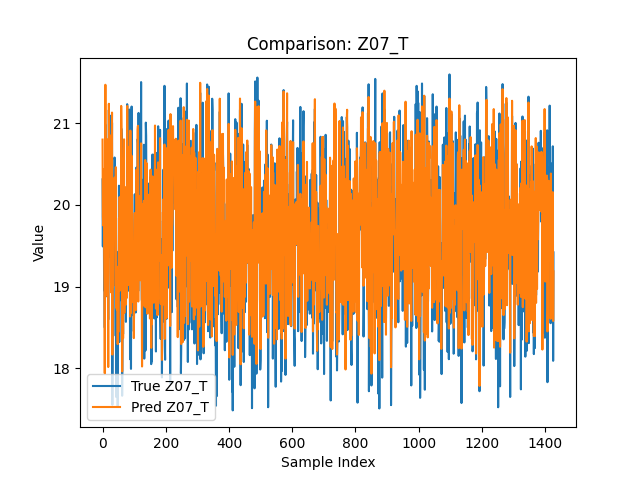 Comparison: Z07_T
Value
21
20
19
18
True Z07_T
Pred Z07_T
0 200 400 600 800 1000 1200 1400
Sample Index